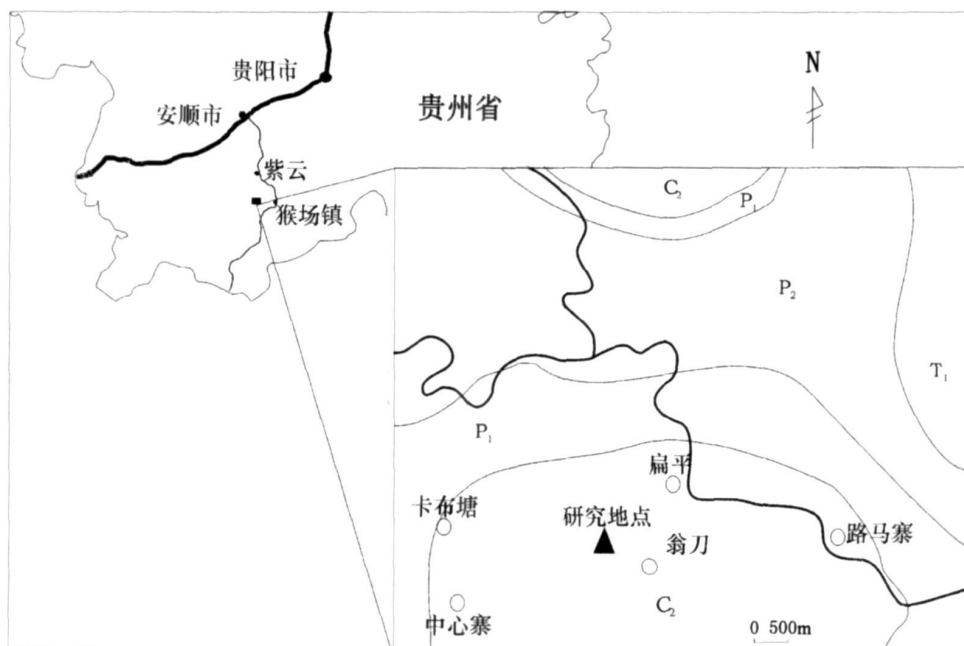 贵阳市
N
安顺市
贵州省
紫云
猴场镇
C₂
P₁
P₂
T₁
P₁
扁平
卡布塘
研究地点
路马寨
翁刀
中心寨
C₂
0 500m